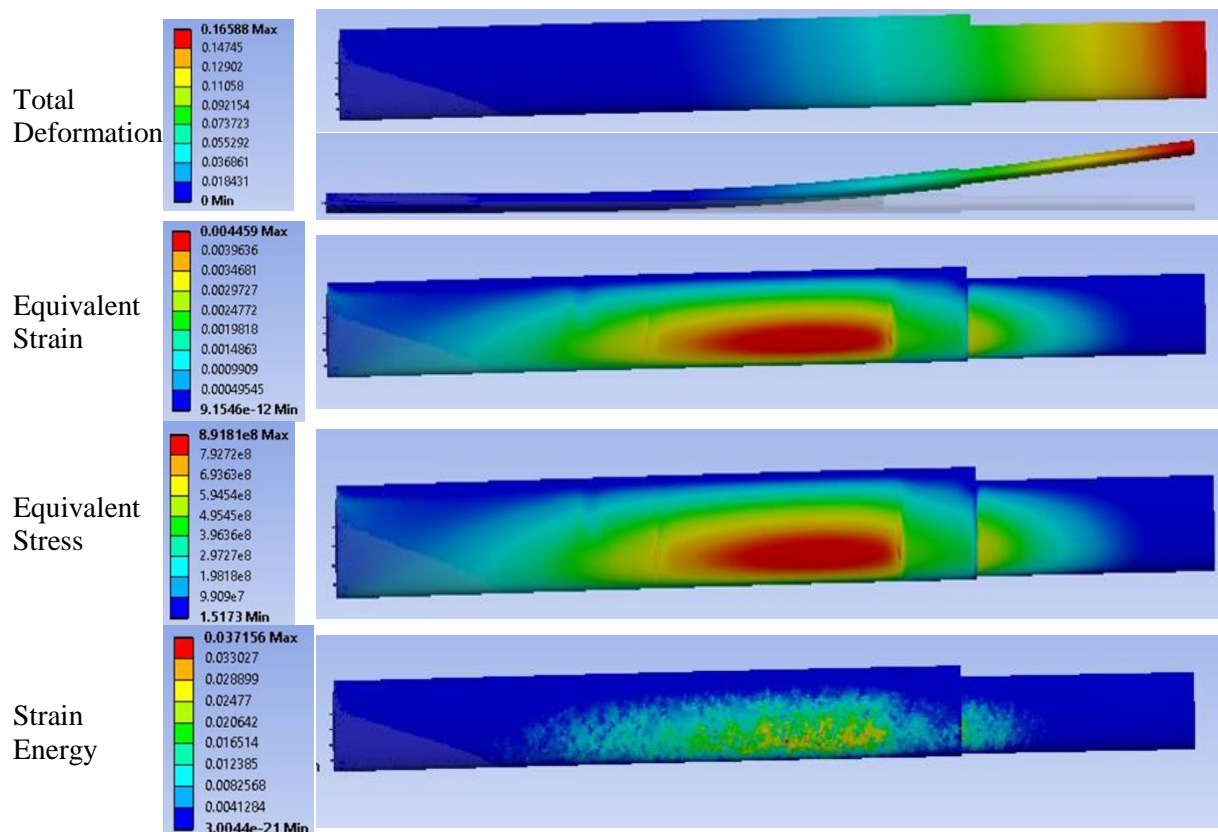 Total
Deformation
0.16588 Max
0.14745
0.12902
0.11058
0.092154
0.073723
0.055292
0.036861
0.018431
0 Min
Equivalent
Strain
0.004459 Max
0.0039636
0.0034681
0.0029727
0.0024772
0.0019818
0.0014863
0.0009909
0.00049545
9.1546e-12 Min
Equivalent
Stress
8.9181e8 Max
7.9272e8
6.9363e8
5.9454e8
4.9545e8
3.9636e8
2.9727e8
1.9818e8
9.909e7
1.5173 Min
Strain
Energy
0.037156 Max
0.033027
0.028899
0.02477
0.020642
0.016514
0.012385
0.0082568
0.0041284
3.0044e-21 Min